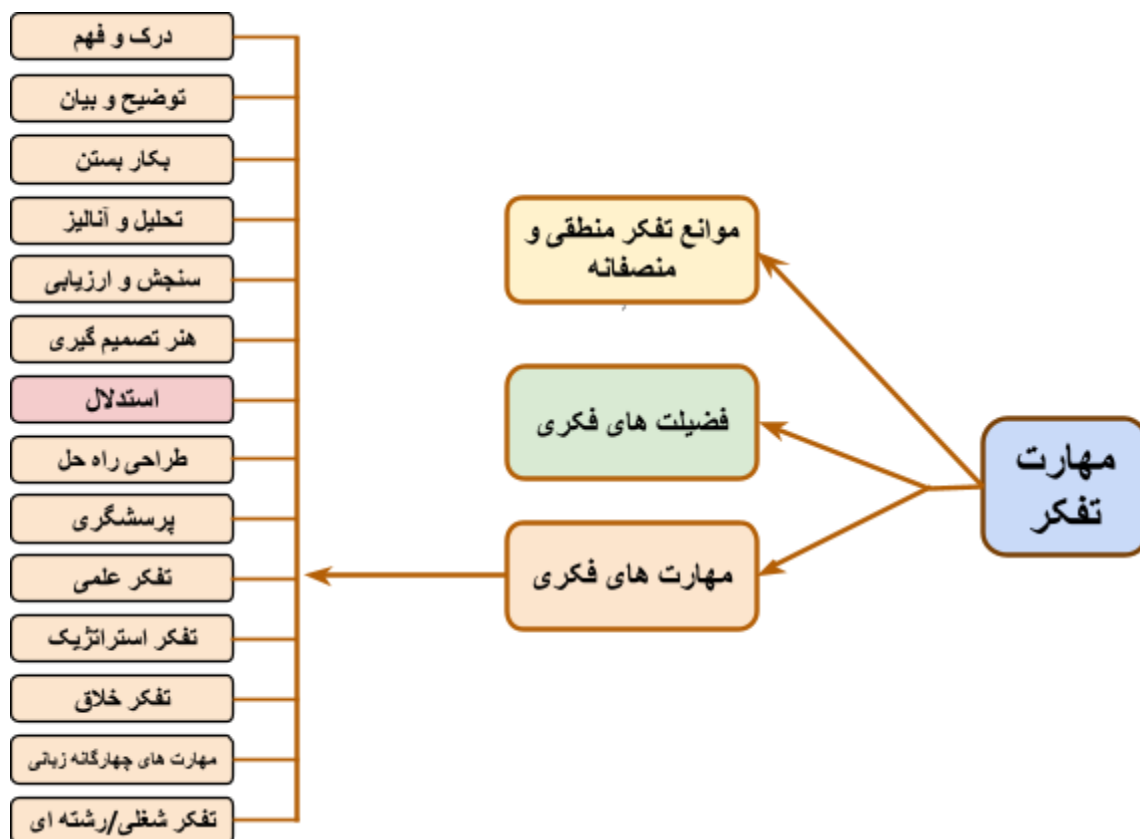 مهارت
تفکر
موانع تفکر منطقی و
منصفانه
فضیلت های فکری
مهارت های فکری
درک و فهم
توضیح و بیان
بکار بستن
تحلیل و آنالیز
سنجش و ارزیابی
هنر تصمیم گیری
استدلال
طراحی راه حل
پرسشگری
تفکر علمی
تفکر استراتژیک
تفکر خلاق
مهارت های چهارگانه زبانی
تفکر شغلی/رشته ای